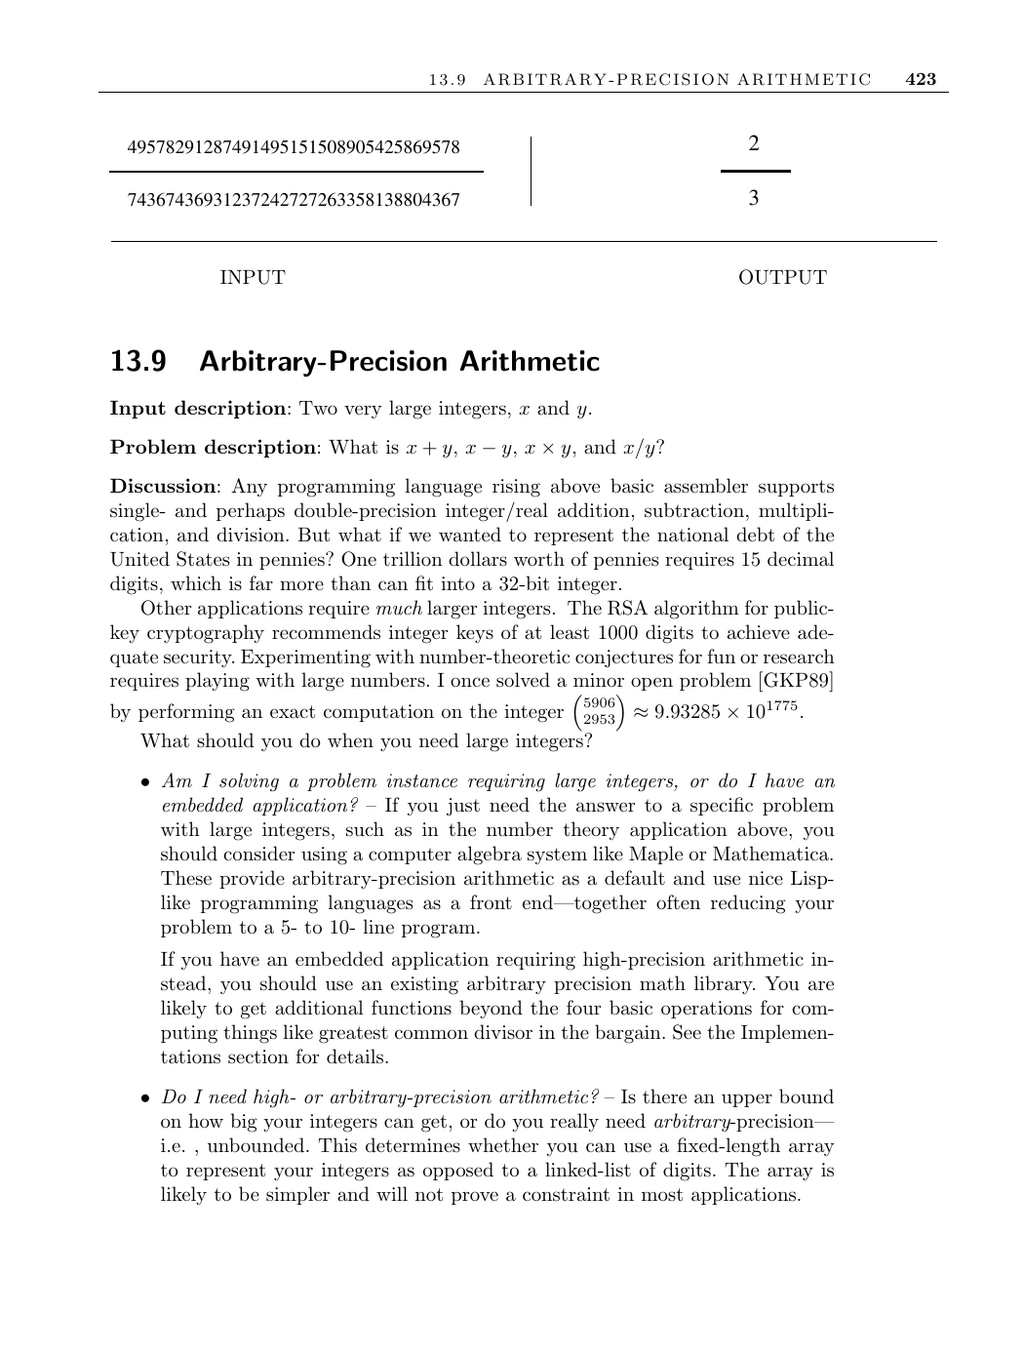 13.9 ARBITRARY-PRECISION ARITHMETIC 423
49578291287491495151508905425869578
74367436931237242727263358138804367
2
3
INPUT OUTPUT
13.9 Arbitrary-Precision Arithmetic
Input description: Two very large integers, x and y.
Problem description: What is x + y, x − y, x × y, and x/y?
Discussion: Any programming language rising above basic assembler supports
single- and perhaps double-precision integer/real addition, subtraction, multipli-
cation, and division. But what if we wanted to represent the national debt of the
United States in pennies? One trillion dollars worth of pennies requires 15 decimal
digits, which is far more than can fit into a 32-bit integer.
Other applications require much larger integers. The RSA algorithm for public-
key cryptography recommends integer keys of at least 1000 digits to achieve ade-
quate security. Experimenting with number-theoretic conjectures for fun or research
requires playing with large numbers. I once solved a minor open problem [GKP89]
by performing an exact computation on the integer (5906 2953) ≈ 9.93285 × 10^1775.
What should you do when you need large integers?
• Am I solving a problem instance requiring large integers, or do I have an
embedded application? – If you just need the answer to a specific problem
with large integers, such as in the number theory application above, you
should consider using a computer algebra system like Maple or Mathematica.
These provide arbitrary-precision arithmetic as a default and use nice Lisp-
like programming languages as a front end—together often reducing your
problem to a 5- to 10- line program.
If you have an embedded application requiring high-precision arithmetic in-
stead, you should use an existing arbitrary precision math library. You are
likely to get additional functions beyond the four basic operations for com-
puting things like greatest common divisor in the bargain. See the Implemen-
tations section for details.
• Do I need high- or arbitrary-precision arithmetic? – Is there an upper bound
on how big your integers can get, or do you really need arbitrary-precision—
i.e. , unbounded. This determines whether you can use a fixed-length array
to represent your integers as opposed to a linked-list of digits. The array is
likely to be simpler and will not prove a constraint in most applications.